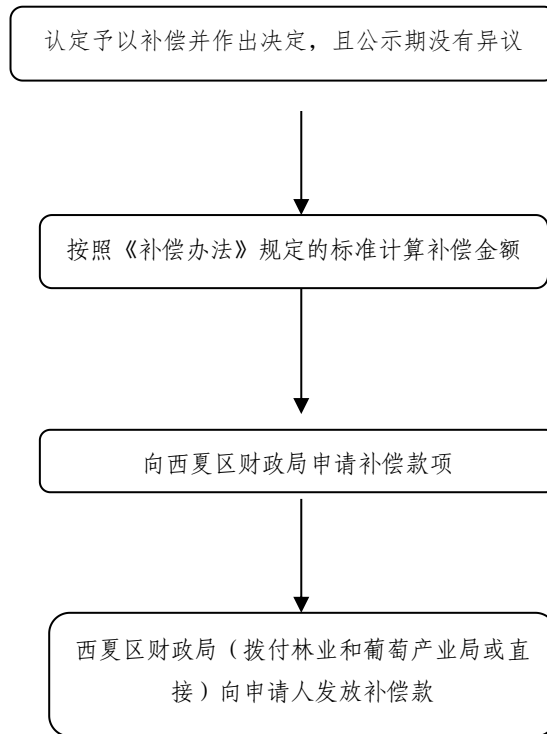 认定予以补偿并作出决定，且公示期没有异议
按照《补偿办法》规定的标准计算补偿金额
向西夏区财政局申请补偿款项
西夏区财政局（拨付林业和葡萄产业局或直
接）向申请人发放补偿款